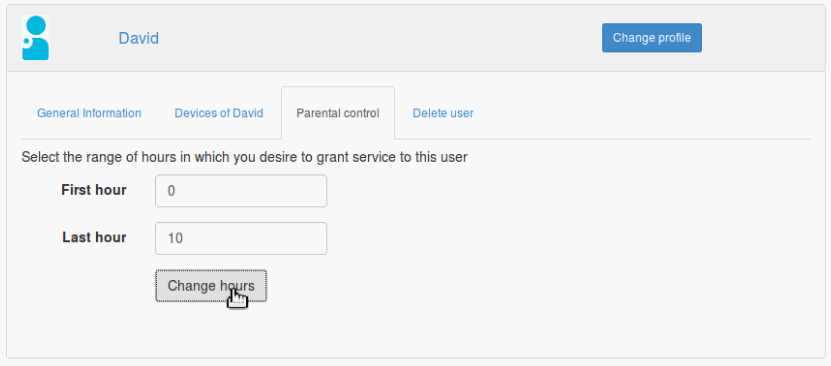 David
Change profile
General Information
Devices of David
Parental control
Delete user
Select the range of hours in which you desire to grant service to this user
First hour
0
Last hour
10
Change hours